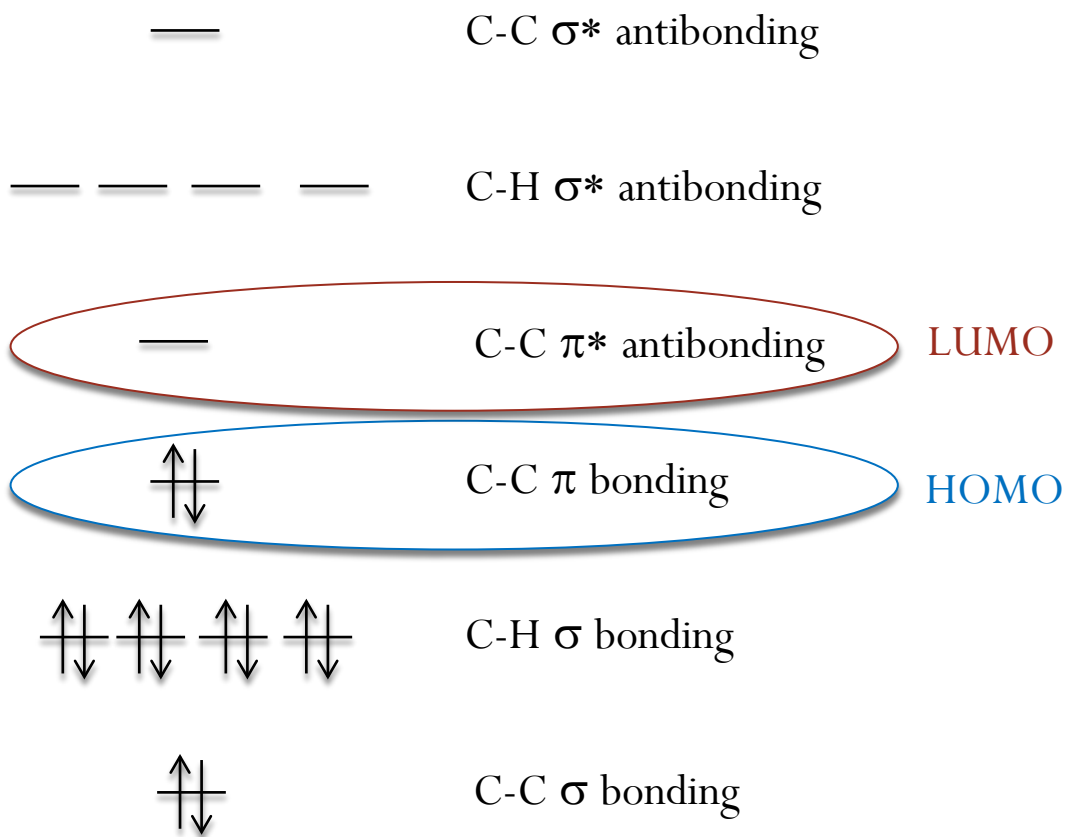 C-C σ* antibonding
C-H σ* antibonding
C-C π* antibonding LUMO
C-C π bonding HOMO
C-H σ bonding
C-C σ bonding